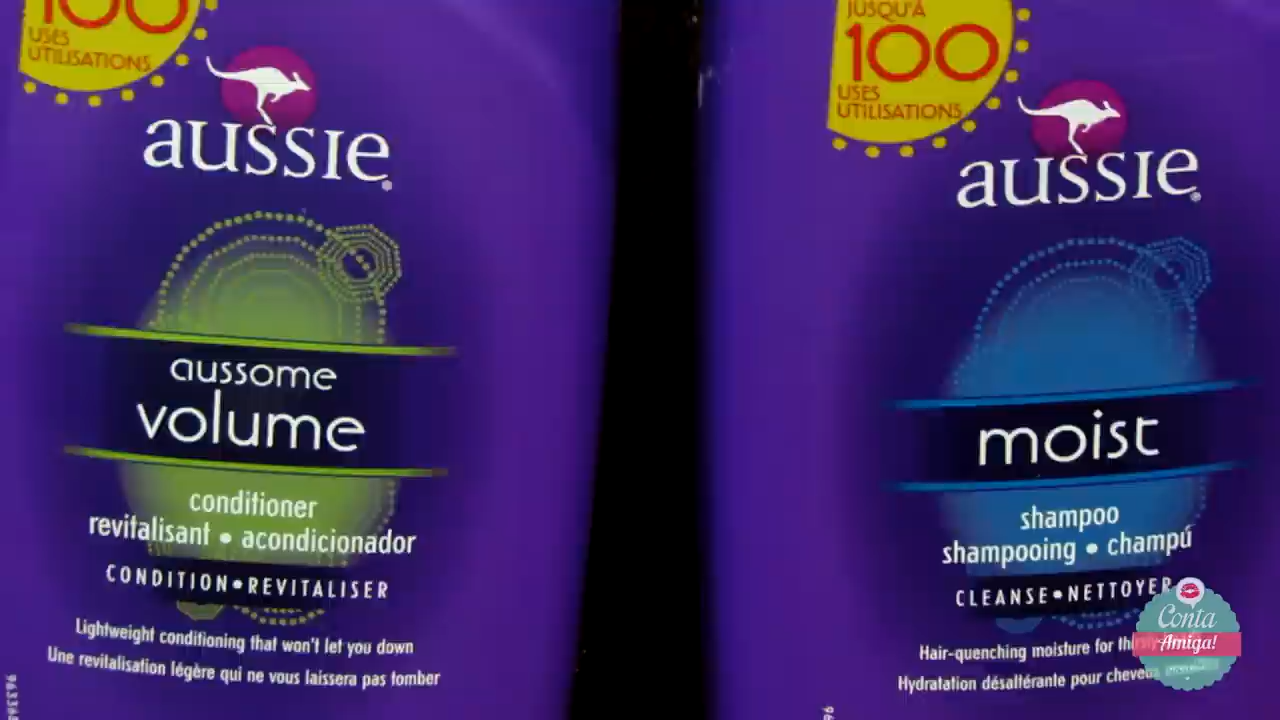 100
USES
UTILISATIONS
aussie
aussome
volume
conditioner
revitalisant • acondicionador
CONDITION•REVITALISER
Lightweight conditioning that won't let you down
Une revitalisation légère qui ne vous laissera pas tomber
JUSQU'À
100
USES
UTILISATIONS
aussie
moist
shampoo
shampooing • champú
CLEANSE•NETTOYER
Hair-quenching moisture for
Hydratation désaltérante pour cheveux
Conta
Amiga!